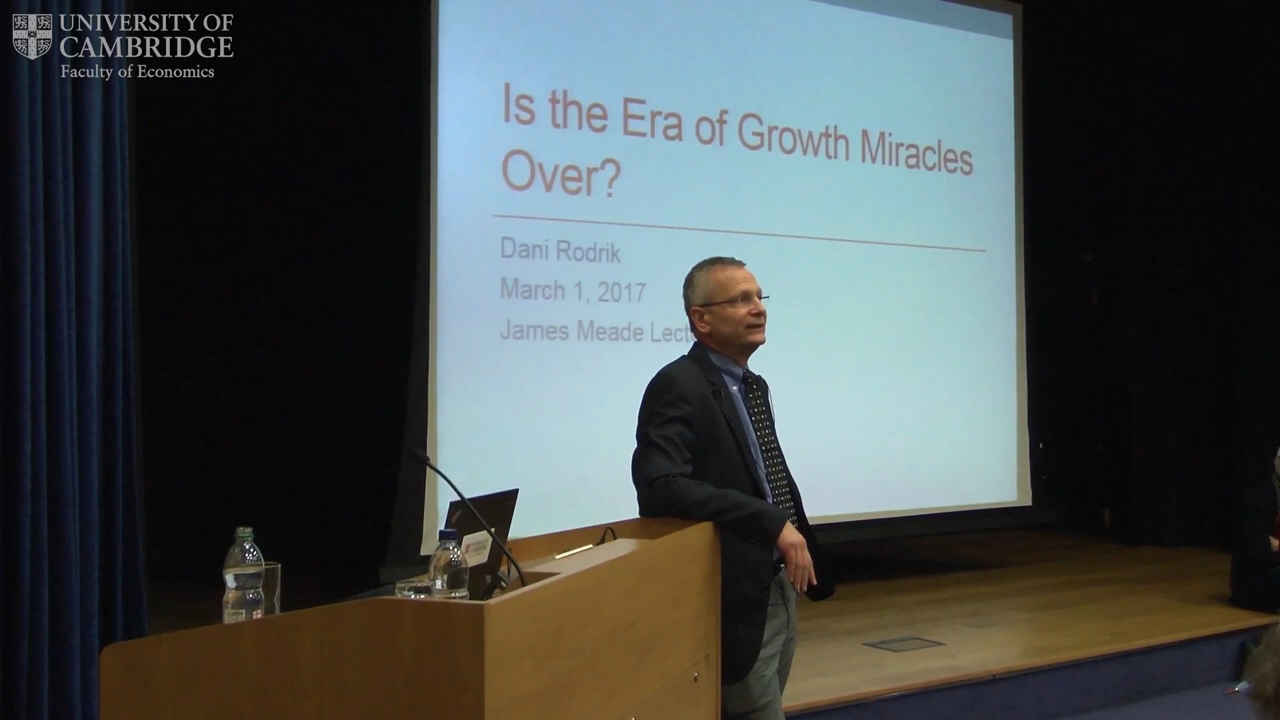 UNIVERSITY OF
CAMBRIDGE
Faculty of Economics
Is the Era of Growth Miracles
Over?
Dani Rodrik
March 1, 2017
James Meade